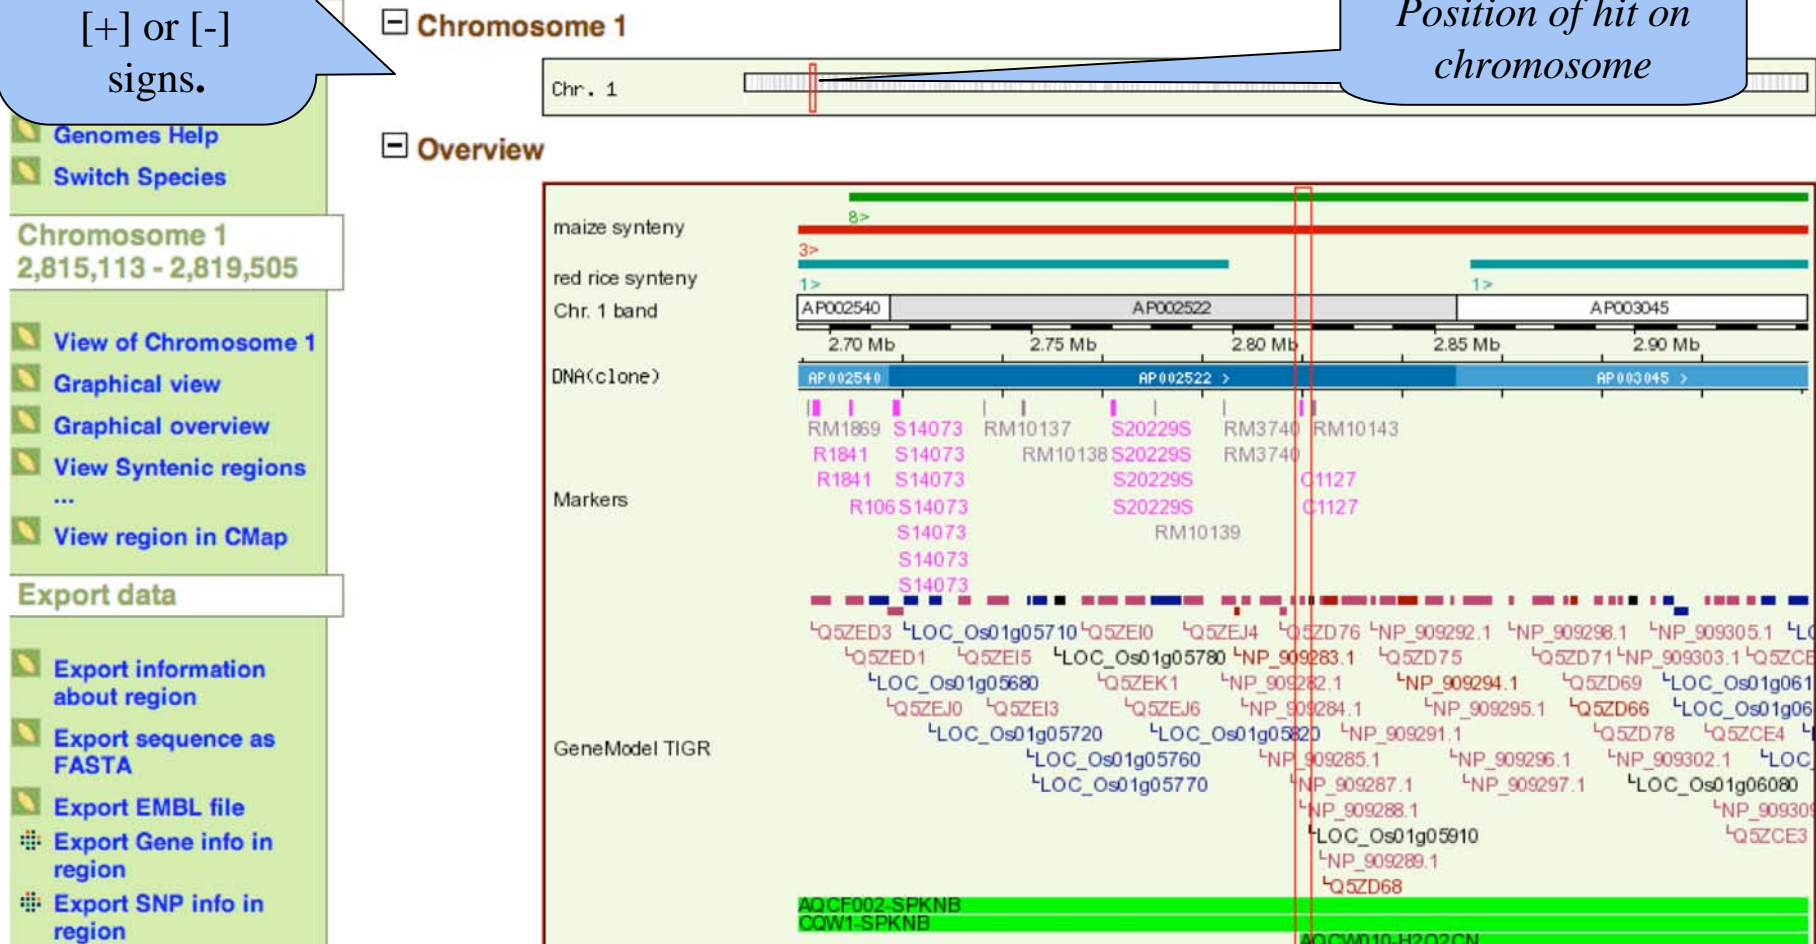 [+] or [-]
signs.
Genomes Help
Switch Species
Chromosome 1
2,815,113 - 2,819,505
View of Chromosome 1
Graphical view
Graphical overview
View Syntenic regions
...
View region in CMap
Export data
Export information
about region
Export sequence as
FASTA
Export EMBL file
Export Gene info in
region
Export SNP info in
region
Chromosome 1
Position of hit on
chromosome
Chr. 1
Overview
8>
maize synteny
3>
red rice synteny
1> 1>
Chr. 1 band AP002540 AP002522 AP003045
2.70 Mb 2.75 Mb 2.80 Mb 2.85 Mb 2.90 Mb
DNA(clone) AP002540 AP002522 > AP003045 >
RM1869 S14073 RM10137 S20229S RM3740 RM10143
R1841 S14073 RM10138 S20229S RM3740
R1841 S14073 S20229S C1127
Markers
R106 S14073 S20229S C1127
S14073 RM10139
S14073
S14073
Q5ZED3 LOC_Os01g05710 Q5ZEI0 Q5ZEJ4 Q5ZD76 NP_909292.1 NP_909298.1 NP_909305.1 LO
Q5ZED1 Q5ZEI5 LOC_Os01g05780 NP_909283.1 Q5ZD75 Q5ZD71 NP_909303.1 Q5ZCE
LOC_Os01g05680 Q5ZEK1 NP_909282.1 NP_909294.1 Q5ZD69 LOC_Os01g061
Q5ZEJ0 Q5ZEI3 Q5ZEJ6 NP_909284.1 NP_909295.1 Q5ZD66 LOC_Os01g06
LOC_Os01g05720 LOC_Os01g05820 NP_909291.1 Q5ZD78 Q5ZCE4
GeneModel TIGR
LOC_Os01g05760 NP_909285.1 NP_909296.1 NP_909302.1 LOC_
LOC_Os01g05770 NP_909287.1 NP_909297.1 LOC_Os01g06080
NP_909288.1 NP_90930
LOC_Os01g05910 Q5ZCE3
NP_909289.1
Q5ZD68
AQCF002-SPKNB
CQW1-SPKNB
AQCW010-H2O2CN